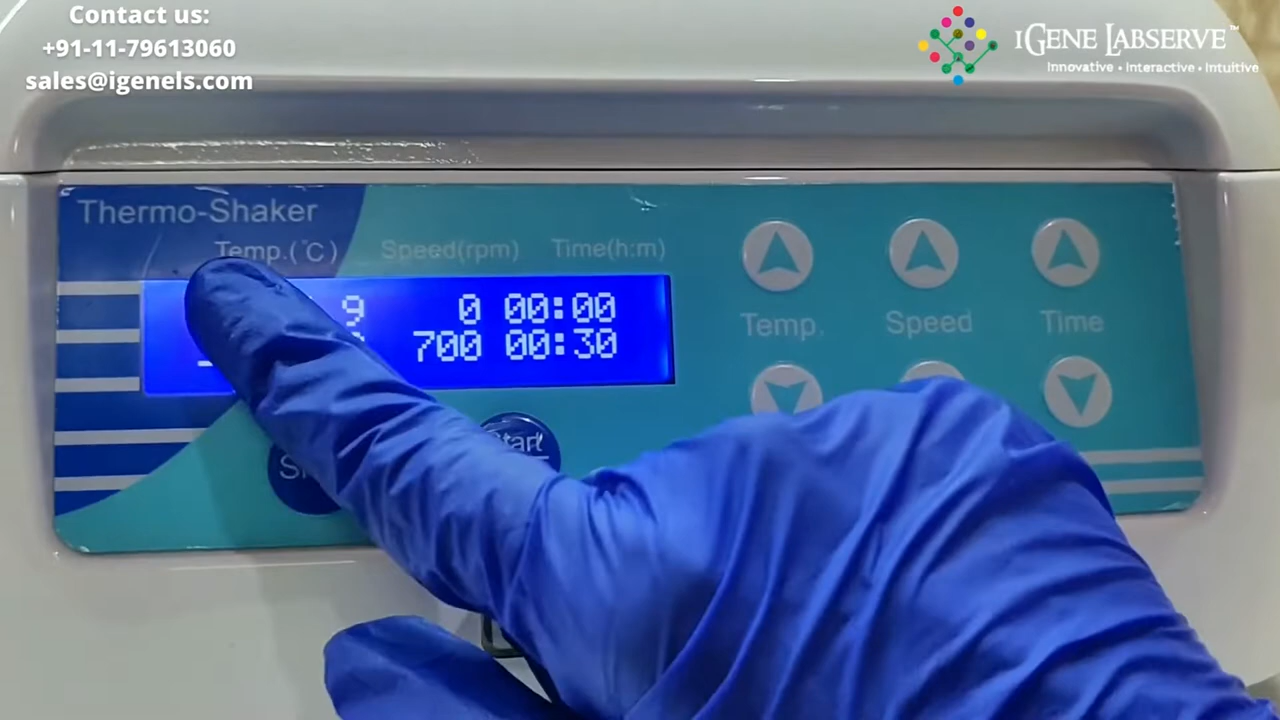 Contact us:
+91-11-79613060
sales@igenels.com
iGENE LABSERVE™
Innovative • Interactive • Intuitive
Thermo-Shaker
Temp.(℃) Speed(rpm) Time(h:m)
9 0 00:00
700 00:30
Temp. Speed Time
Start